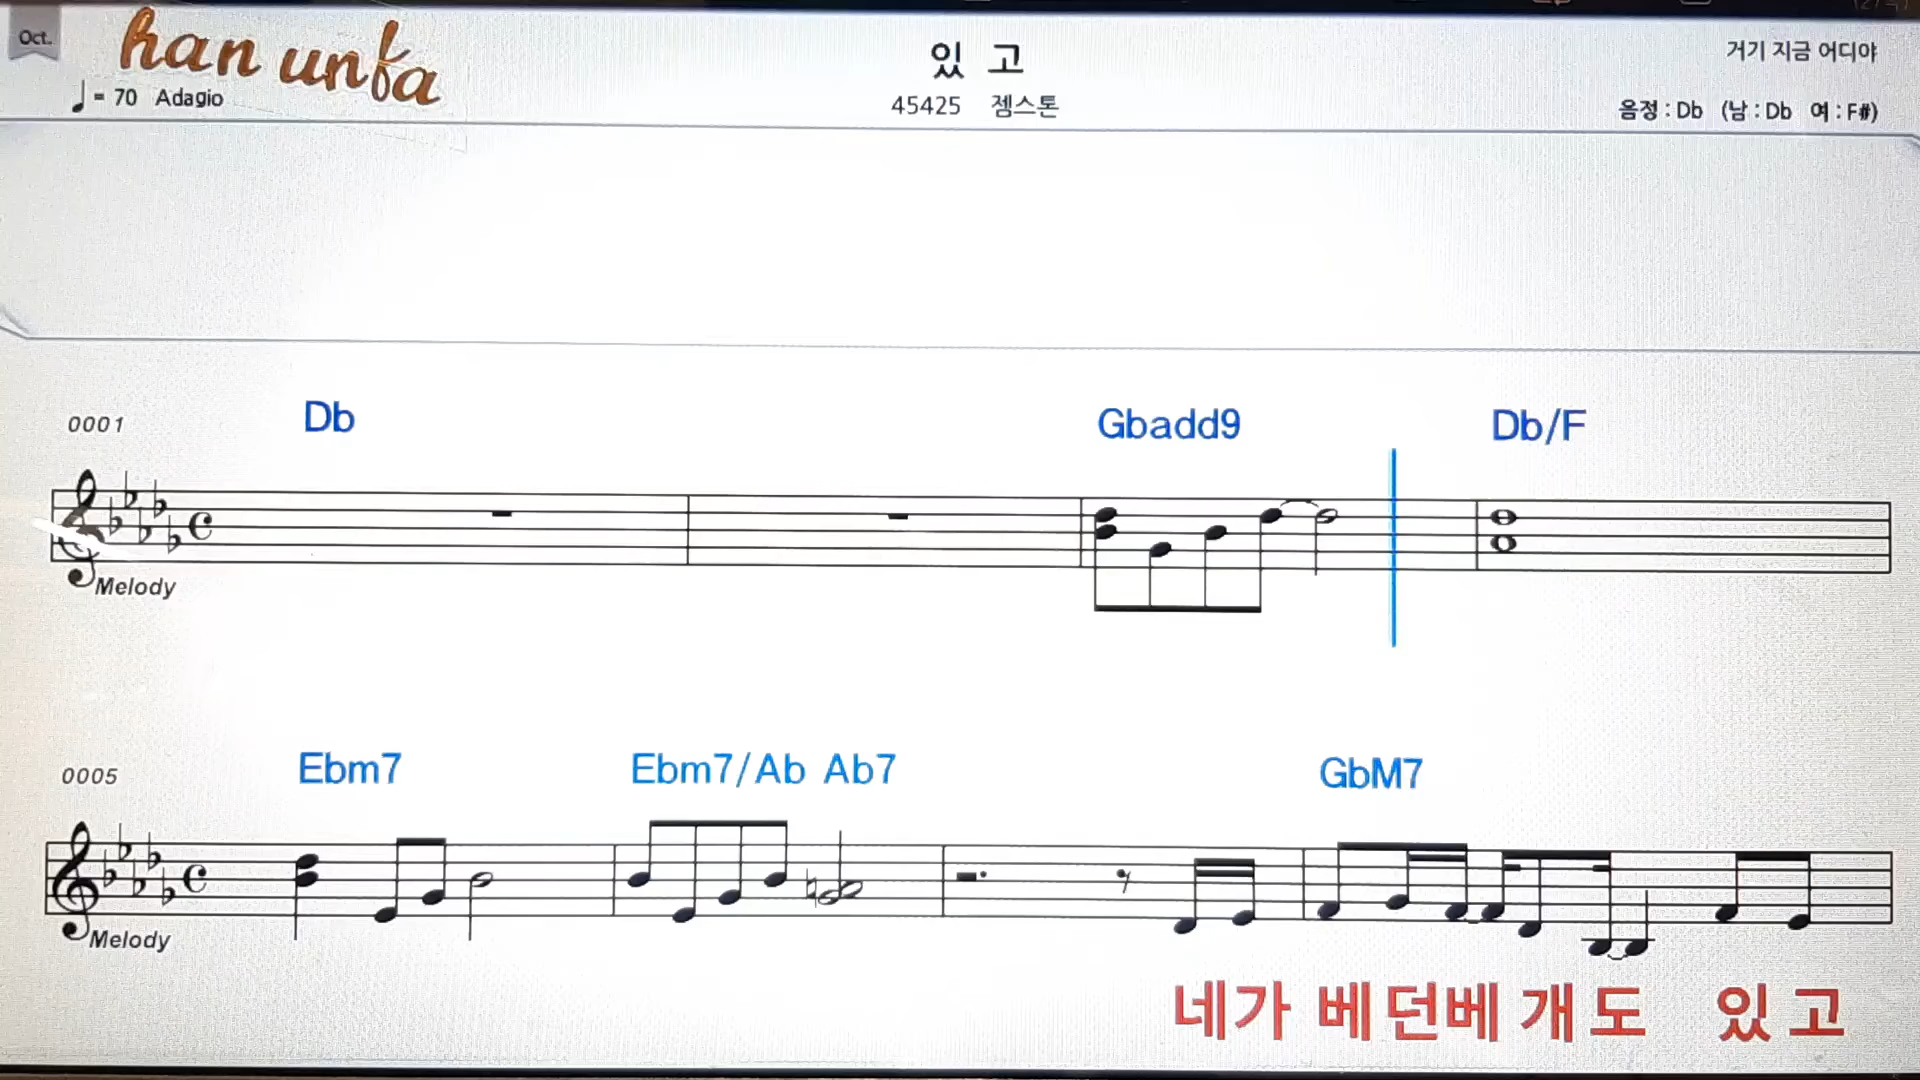 Oct.
han unfa
있 고
거기 지금 어디야
= 70 Adagio
45425 젬스톤
음정 : Db (남 : Db 여 : F#)
0001
Db
Gbadd9
Db/F
Melody
0005
Ebm7
Ebm7/Ab Ab7
GbM7
Melody
네가 베던베 개도 있고